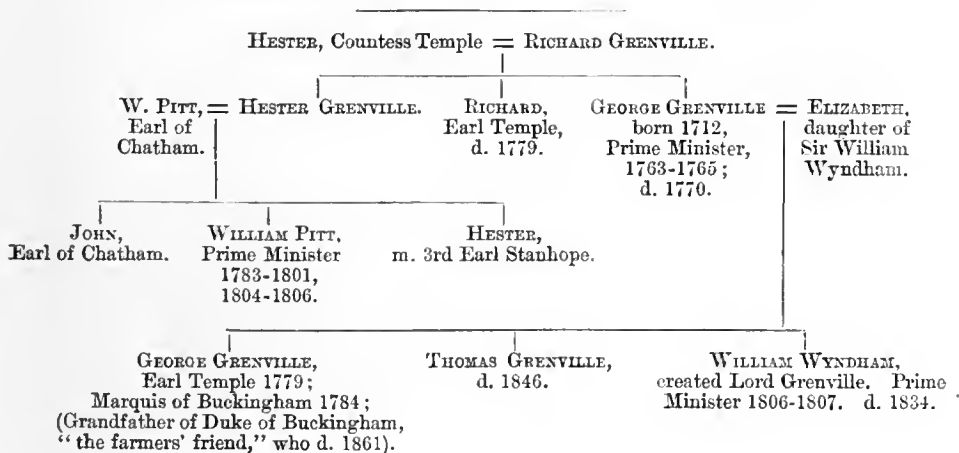 HESTER, Countess Temple = RICHARD GRENVILLE.
W. PITT, = HESTER GRENVILLE.
Earl of
Chatham.
RICHARD,
Earl Temple,
d. 1779.
GEORGE GRENVILLE = ELIZABETH,
born 1712,
Prime Minister,
1763-1765;
d. 1770.
daughter of
Sir William
Wyndham.
JOHN,
Earl of Chatham.
WILLIAM PITT,
Prime Minister
1783-1801,
1804-1806.
HESTER,
m. 3rd Earl Stanhope.
GEORGE GRENVILLE,
Earl Temple 1779;
Marquis of Buckingham 1784;
(Grandfather of Duke of Buckingham,
"the farmers' friend," who d. 1861).
THOMAS GRENVILLE,
d. 1846.
WILLIAM WYNDHAM,
created Lord Grenville. Prime
Minister 1806-1807. d. 1834.